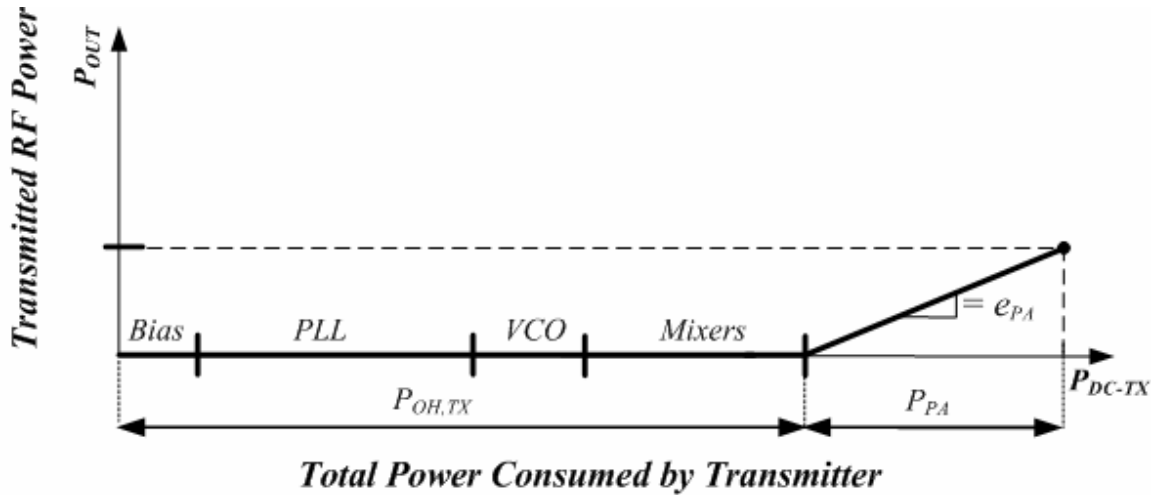 Transmitted RF Power
P_OUT
Bias
PLL
VCO
Mixers
= e_PA
P_DC-TX
P_OH,TX
P_PA
Total Power Consumed by Transmitter